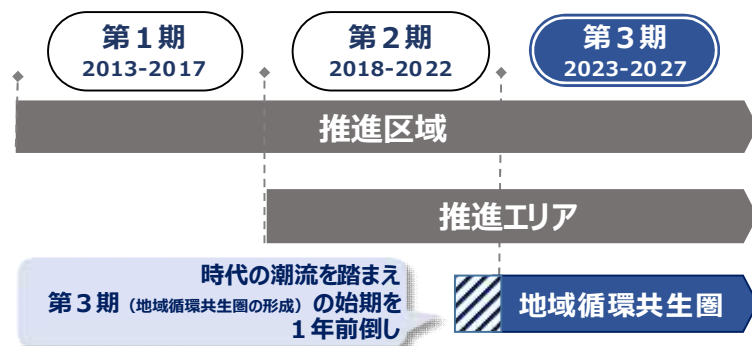 第1期
2013-2017
第2期
2018-2022
第3期
2023-2027
推進区域
推進エリア
時代の潮流を踏まえ
第3期（地域循環共生圏の形成）の始期を
1年前倒し
地域循環共生圏